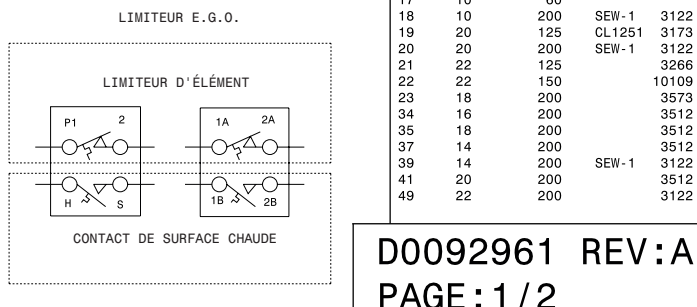 LIMITEUR E.G.O.
LIMITEUR D'ÉLÉMENT
P1 2 1A 2A
H S 1B 2B
CONTACT DE SURFACE CHAUDE
18 10 200 SEW-1 3122
19 20 125 CL1251 3173
20 20 200 SEW-1 3122
21 22 125 3266
22 22 150 10109
23 18 200 3573
34 16 200 3512
35 18 200 3512
37 14 200 3512
39 14 200 SEW-1 3122
41 20 200 3512
49 22 200 3122
D0092961 REV:A
PAGE:1/2